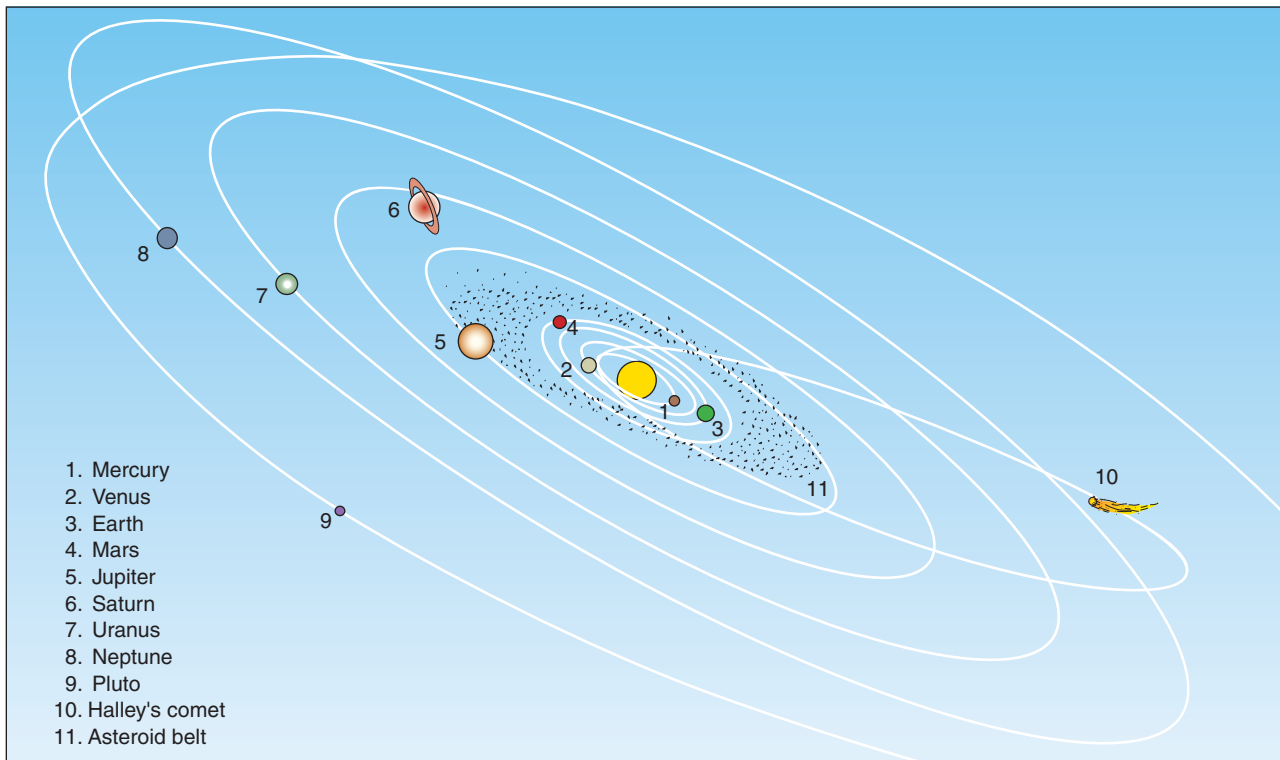 6
8
7
4
5
2
1
3
11
10
9
1. Mercury
2. Venus
3. Earth
4. Mars
5. Jupiter
6. Saturn
7. Uranus
8. Neptune
9. Pluto
10. Halley's comet
11. Asteroid belt